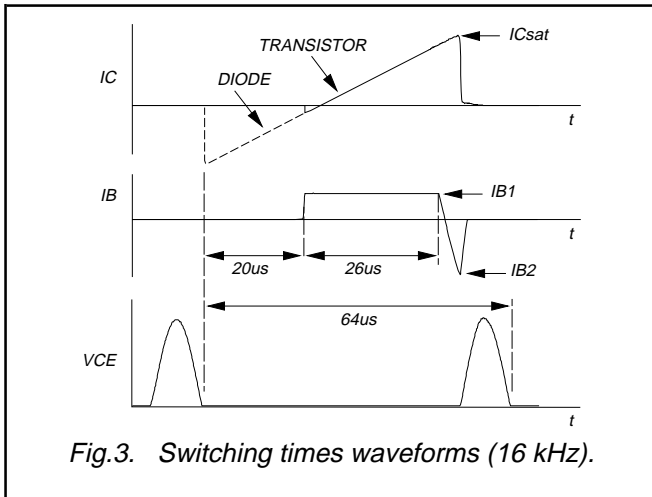 ICsat
TRANSISTOR
IC
DIODE
t
IB
IB1
t
20us
26us
IB2
64us
VCE
t
Fig.3. Switching times waveforms (16 kHz).